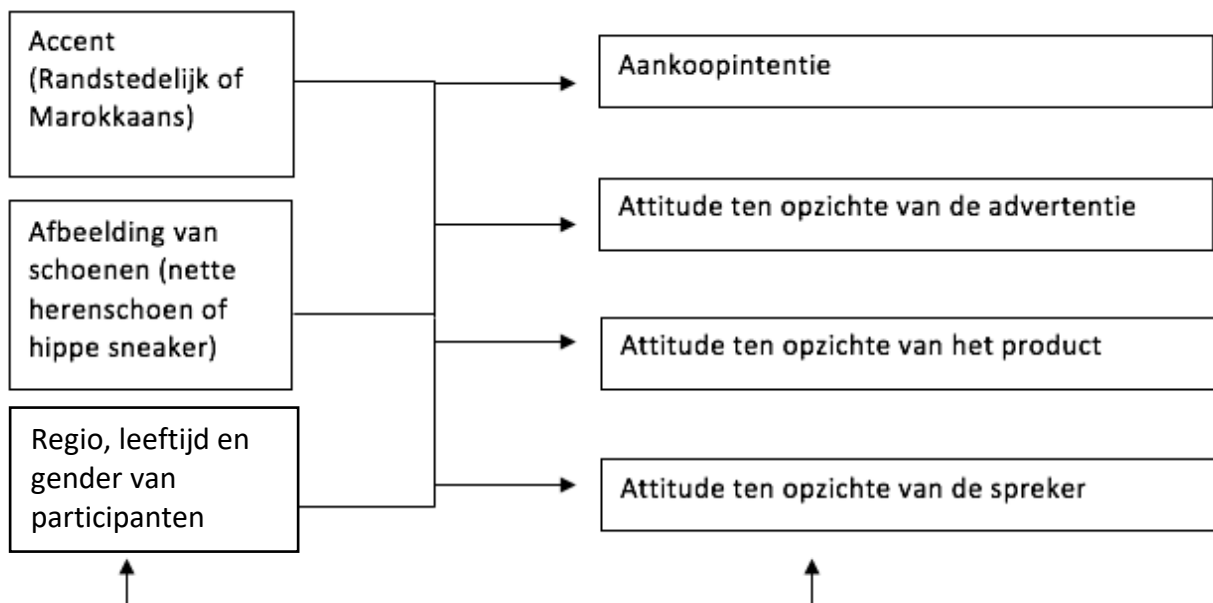 Accent
(Randstedelijk of
Marokkaans)
Afbeelding van
schoenen (nette
herenschoen of
hippe sneaker)
Regio, leeftijd en
gender van
participanten
Aankoopintentie
Attitude ten opzichte van de advertentie
Attitude ten opzichte van het product
Attitude ten opzichte van de spreker